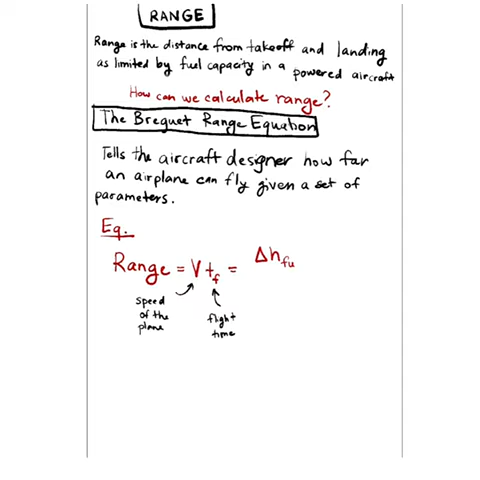 RANGE
Range is the distance from takeoff and landing
as limited by fuel capacity in a powered aircraft
How can we calculate range?
The Breguet Range Equation
Tells the aircraft designer how far
an airplane can fly given a set of
parameters.
Eq.
Range = V t_f = Δh_fu
speed
of the
plane
flight
time